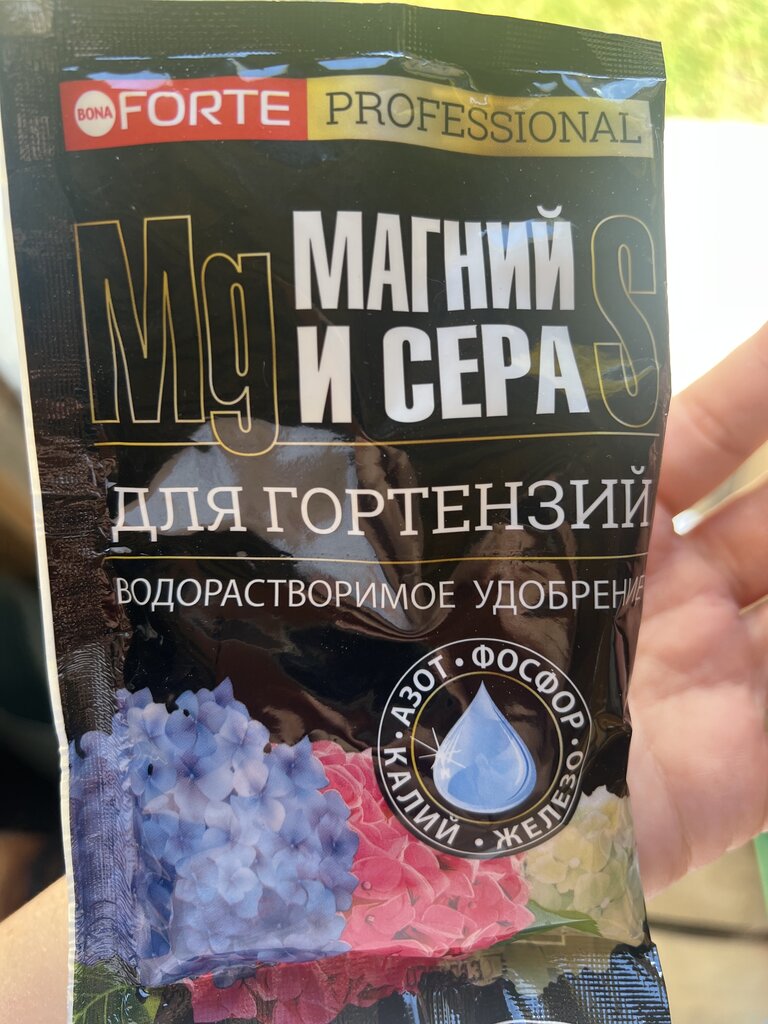 BONA FORTE PROFESSIONAL
Mg МАГНИЙ S
И СЕРА
ДЛЯ ГОРТЕНЗИЙ
ВОДОРАСТВОРИМОЕ УДОБРЕНИЕ
АЗОТ · ФОСФОР · ЖЕЛЕЗО · КАЛИЙ ·